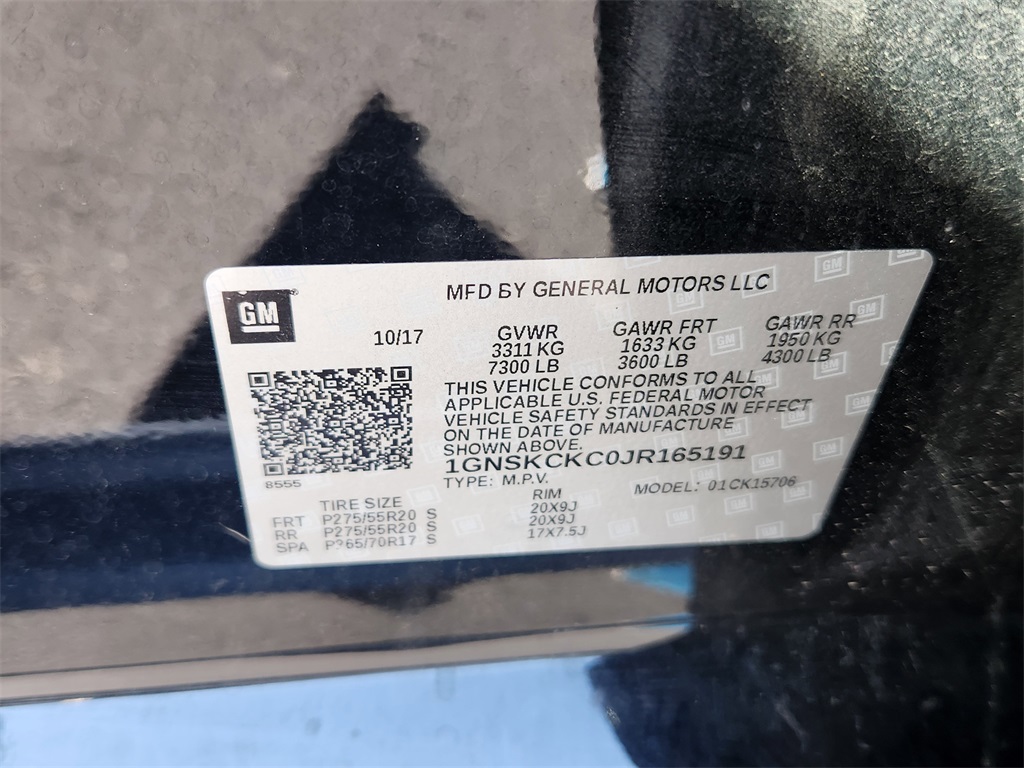 GM
MFD BY GENERAL MOTORS LLC
10/17
GVWR GAWR FRT GAWR RR
3311 KG 1633 KG 1950 KG
7300 LB 3600 LB 4300 LB
THIS VEHICLE CONFORMS TO ALL
APPLICABLE U.S. FEDERAL MOTOR
VEHICLE SAFETY STANDARDS IN EFFECT
ON THE DATE OF MANUFACTURE
SHOWN ABOVE.
1GNSKCKC0JR165191
8555
TYPE: M.P.V. MODEL: 01CK15706
TIRE SIZE RIM
FRT P275/55R20 S 20X9J
RR P275/55R20 S 20X9J
SPA P265/70R17 S 17X7.5J